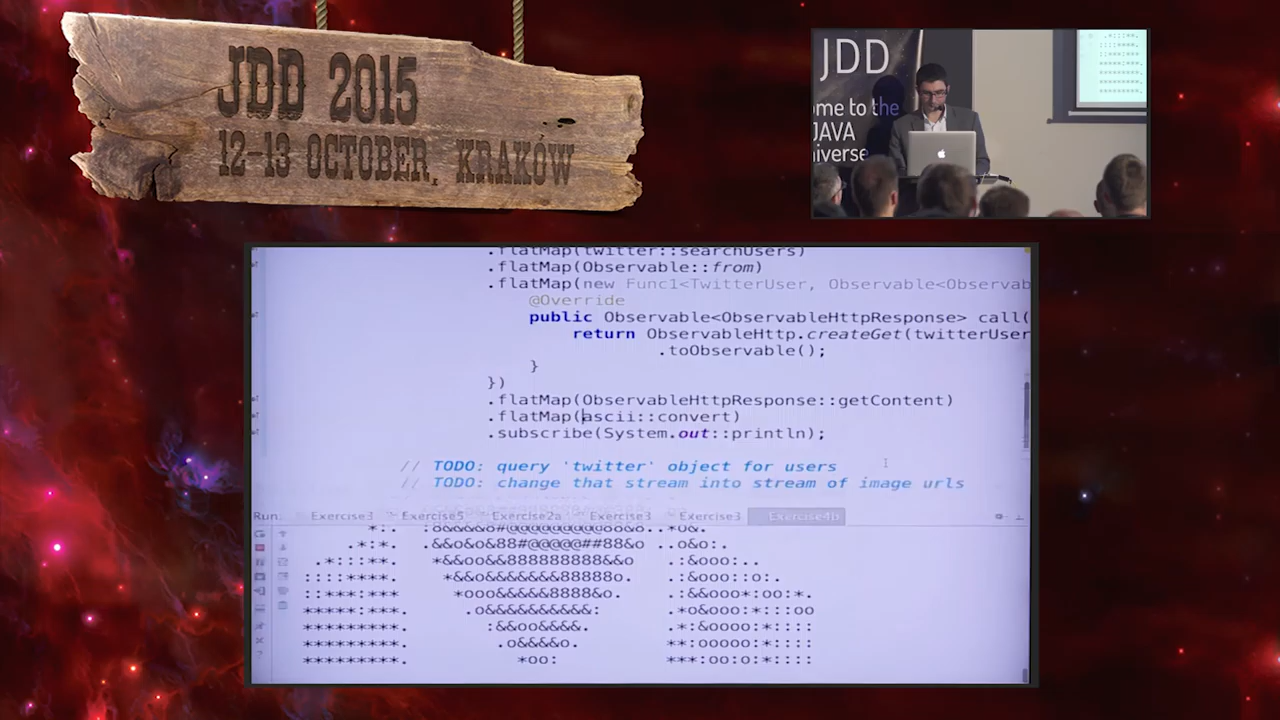 JDD 2015
12-13 OCTOBER, KRAKÓW
JDD
ome to the
JAVA
iverse
.flatMap(twitter::searchUsers)
.flatMap(Observable::from)
.flatMap(new Func1<TwitterUser, Observable<Observab
@Override
public Observable<ObservableHttpResponse> call(
return ObservableHttp.createGet(twitterUser
.toObservable();
}
})
.flatMap(ObservableHttpResponse::getContent)
.flatMap(ascii::convert)
.subscribe(System.out::println);
// TODO: query 'twitter' object for users
// TODO: change that stream into stream of image urls
Run: Exercise3 Exercise5 Exercise2a Exercise3 Exercise3 Exercise4b